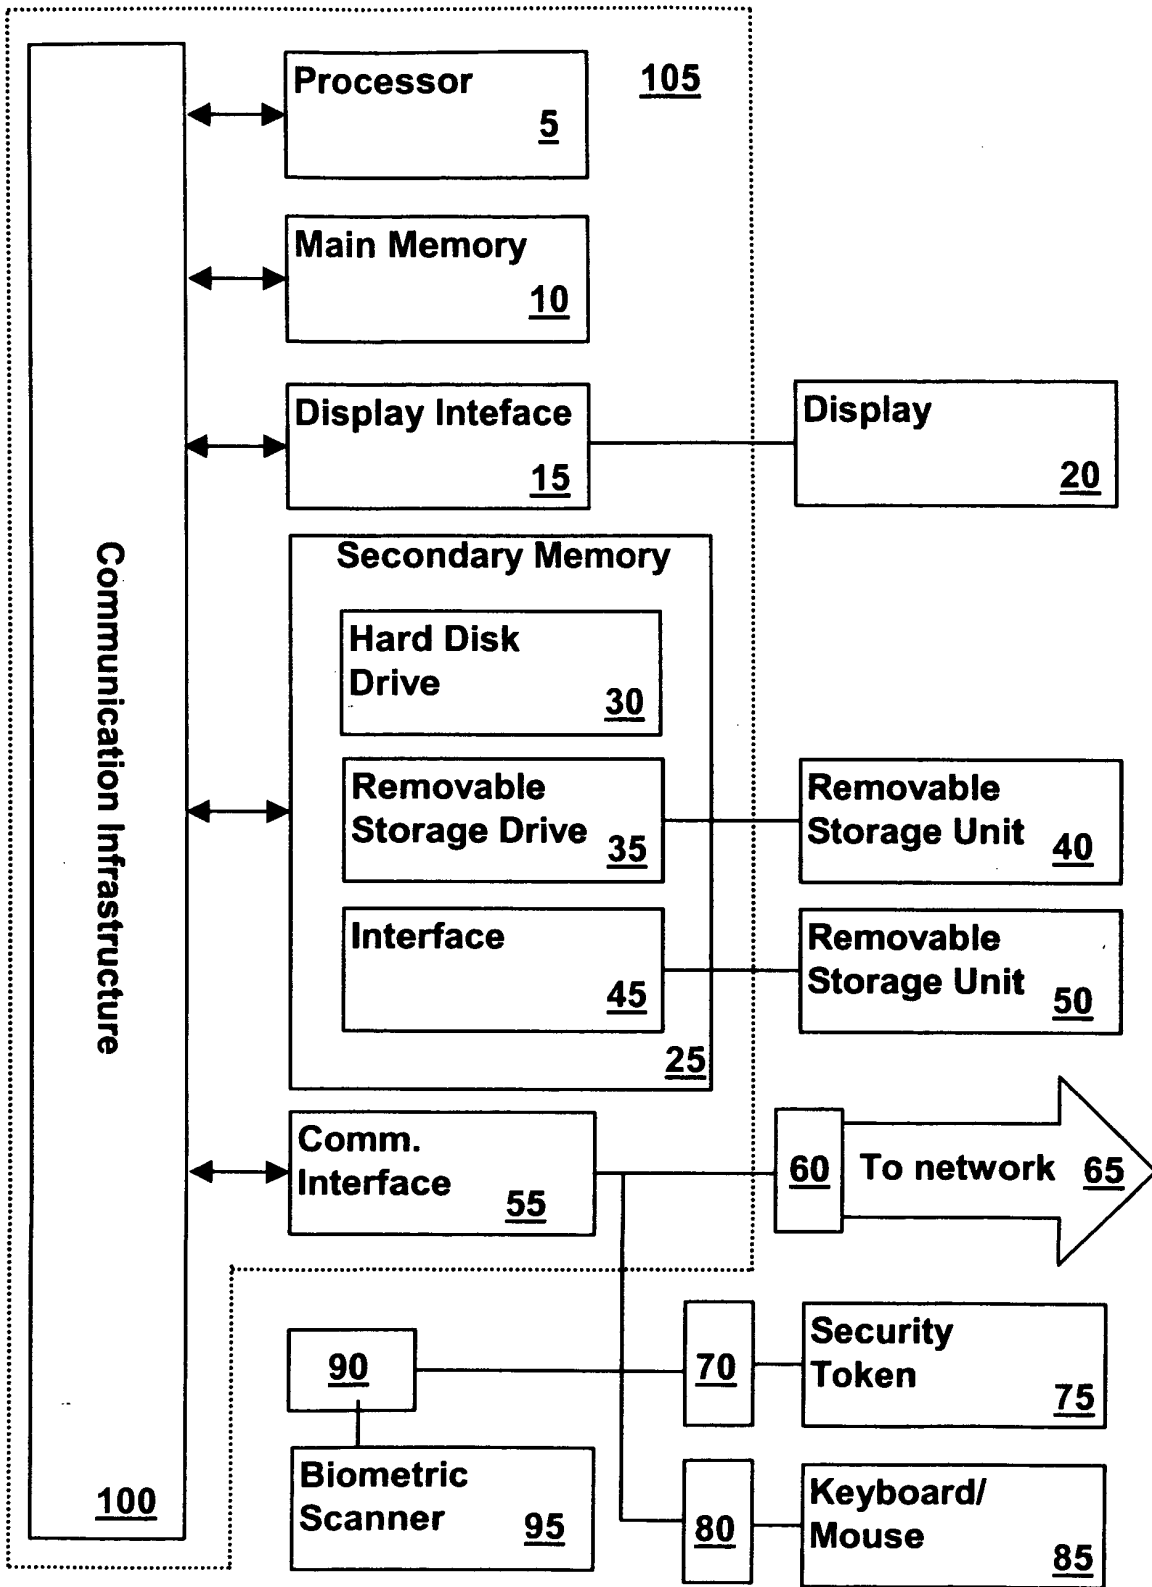 Processor
5
105
Main Memory
10
Display Inteface
15
Display
20
Communication Infrastructure
100
Secondary Memory
Hard Disk
Drive
30
Removable
Storage Drive
35
Removable
Storage Unit
40
Interface
45
Removable
Storage Unit
50
25
Comm.
Interface
55
60
To network
65
90
70
Security
Token
75
Biometric
Scanner
95
80
Keyboard/
Mouse
85